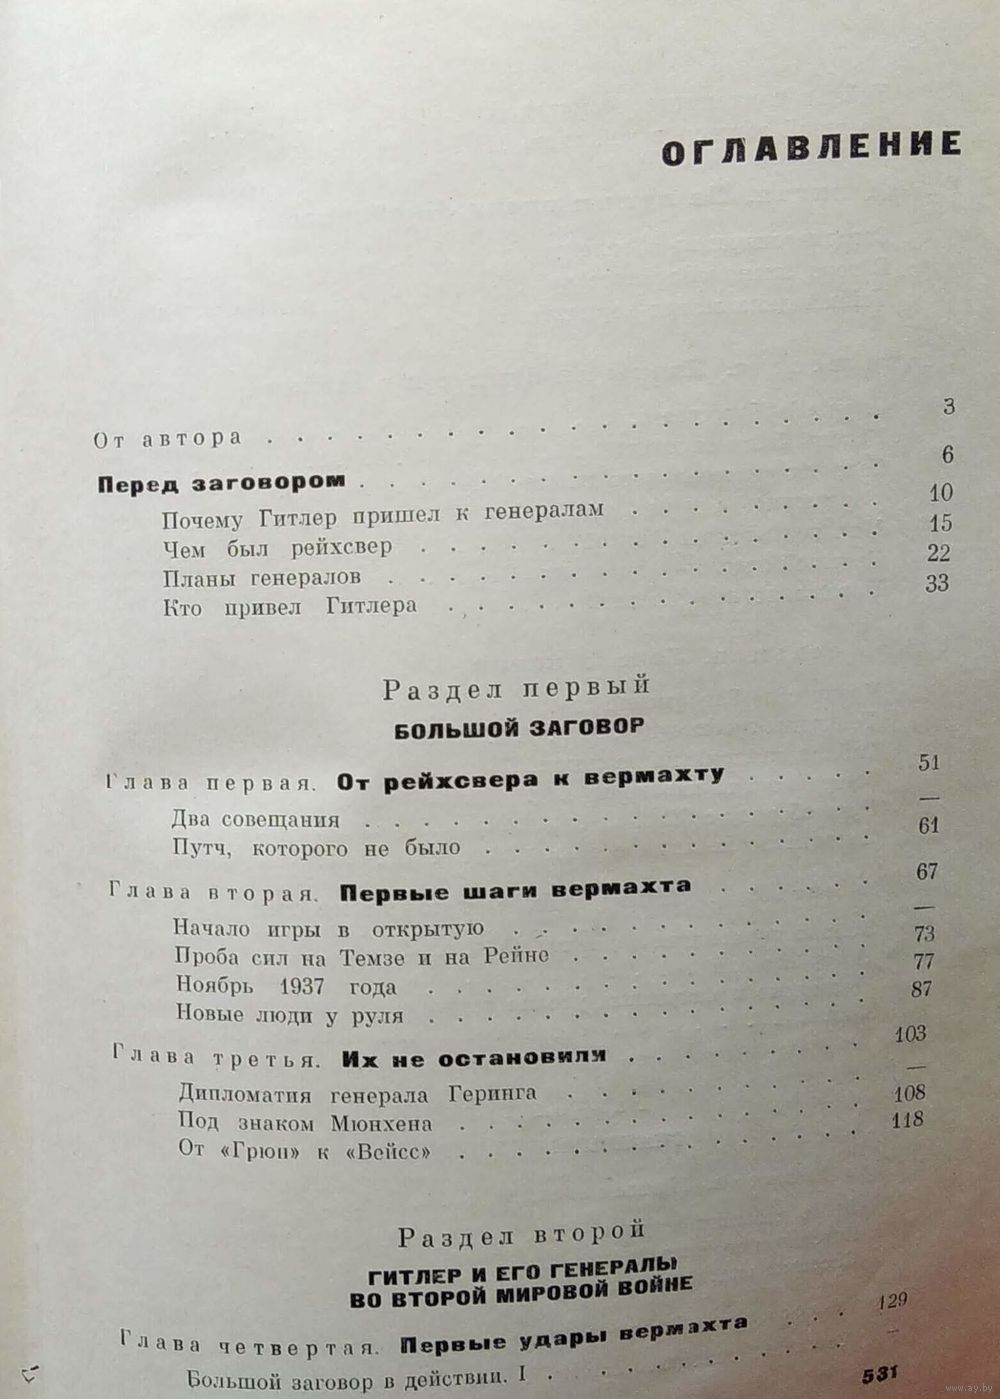 ОГЛАВЛЕНИЕ
От автора . . . . . . . . . . . . . . . . . . 3
Перед заговором . . . . . . . . . . . . . . . . 6
Почему Гитлер пришел к генералам . . . . . . . . 10
Чем был рейхсвер . . . . . . . . . . . . . . . 15
Планы генералов . . . . . . . . . . . . . . . . 22
Кто привел Гитлера . . . . . . . . . . . . . . 33
Раздел первый
БОЛЬШОЙ ЗАГОВОР
Глава первая. От рейхсвера к вермахту . . . . . 51
Два совещания . . . . . . . . . . . . . . . . . —
Путч, которого не было . . . . . . . . . . . . . 61
Глава вторая. Первые шаги вермахта . . . . . . 67
Начало игры в открытую . . . . . . . . . . . . —
Проба сил на Темзе и на Рейне . . . . . . . . . 73
Ноябрь 1937 года . . . . . . . . . . . . . . . 77
Новые люди у руля . . . . . . . . . . . . . . . 87
Глава третья. Их не остановили . . . . . . . . 103
Дипломатия генерала Геринга . . . . . . . . . . —
Под знаком Мюнхена . . . . . . . . . . . . . . 108
От «Грюн» к «Вейсс» . . . . . . . . . . . . . . 118
Раздел второй
ГИТЛЕР И ЕГО ГЕНЕРАЛЫ
ВО ВТОРОЙ МИРОВОЙ ВОЙНЕ
Глава четвертая. Первые удары вермахта . . . 129
Большой заговор в действии. I . . . . . . . . . –
531
www.ay.by